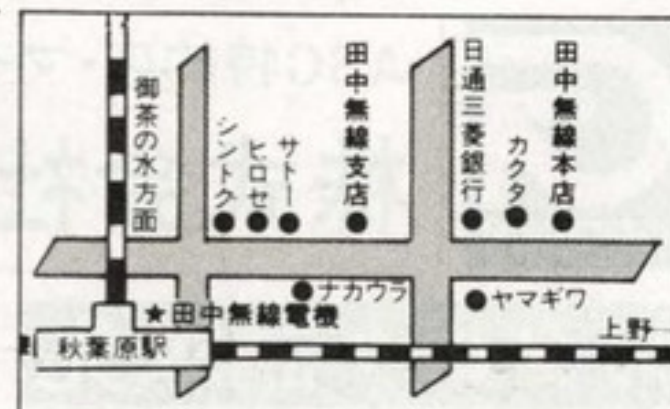 御茶の水方面
シントク
ヒロセ
サトー
田中無線支店
日通三菱銀行
カクタ
田中無線本店
ナカウラ
ヤマギワ
★田中無線電機
秋葉原駅
上野